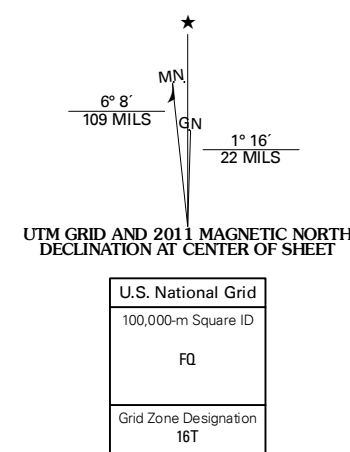 ★
MN.
6° 8´
109 MILS
GN
1° 16´
22 MILS
UTM GRID AND 2011 MAGNETIC NORTH
DECLINATION AT CENTER OF SHEET
U.S. National Grid
100,000-m Square ID
FQ
Grid Zone Designation
16T